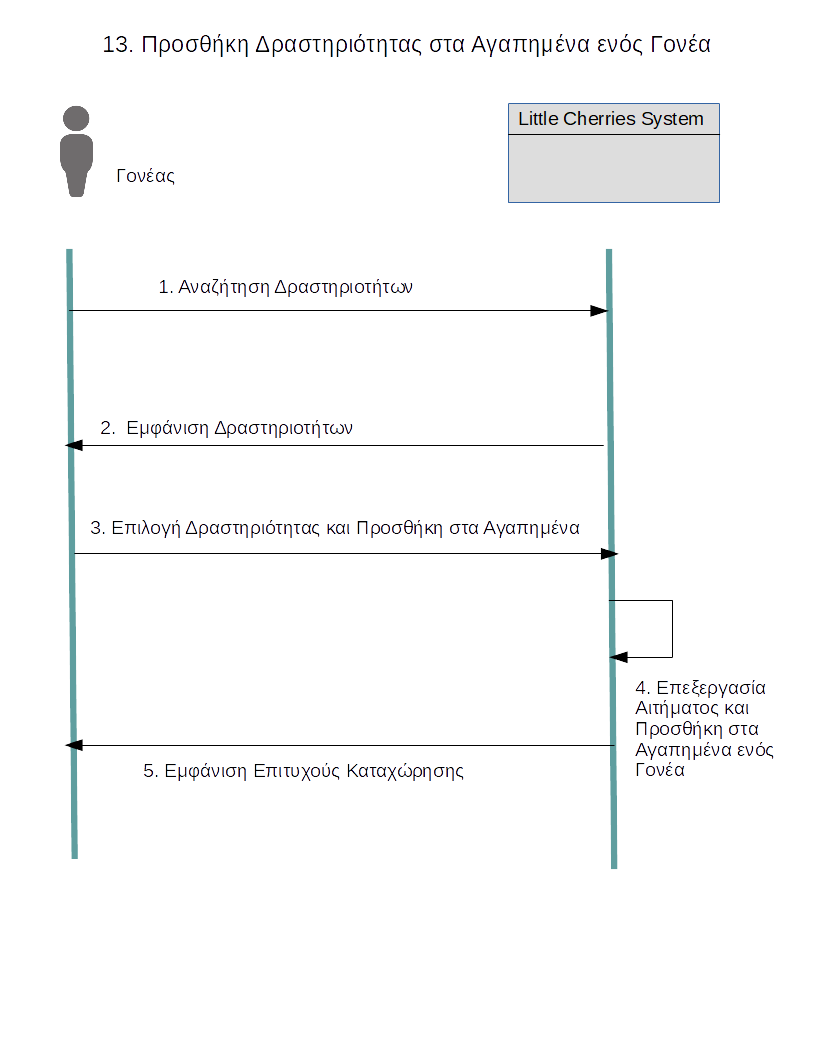 13. Προσθήκη Δραστηριότητας στα Αγαπημένα ενός Γονέα
Little Cherries System
Γονέας
1. Αναζήτηση Δραστηριοτήτων
2. Εμφάνιση Δραστηριοτήτων
3. Επιλογή Δραστηριότητας και Προσθήκη στα Αγαπημένα
4. Επεξεργασία
Αιτήματος και
Προσθήκη στα
Αγαπημένα ενός
Γονέα
5. Εμφάνιση Επιτυχούς Καταχώρησης